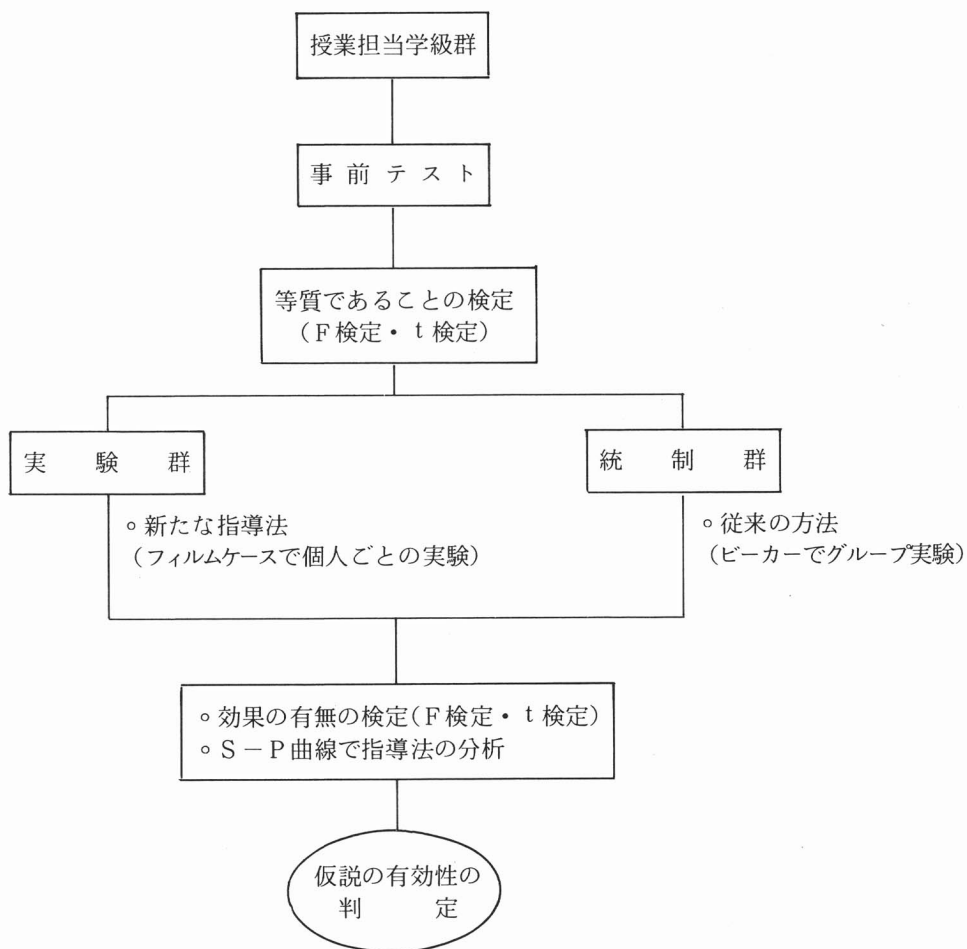 授業担当学級群
事前テスト
等質であることの検定
(F検定・t検定)
実験群
統制群
○新たな指導法
(フィルムケースで個人ごとの実験)
○従来の方法
(ビーカーでグループ実験)
○効果の有無の検定(F検定・t検定)
○S-P曲線で指導法の分析
仮説の有効性の
判定